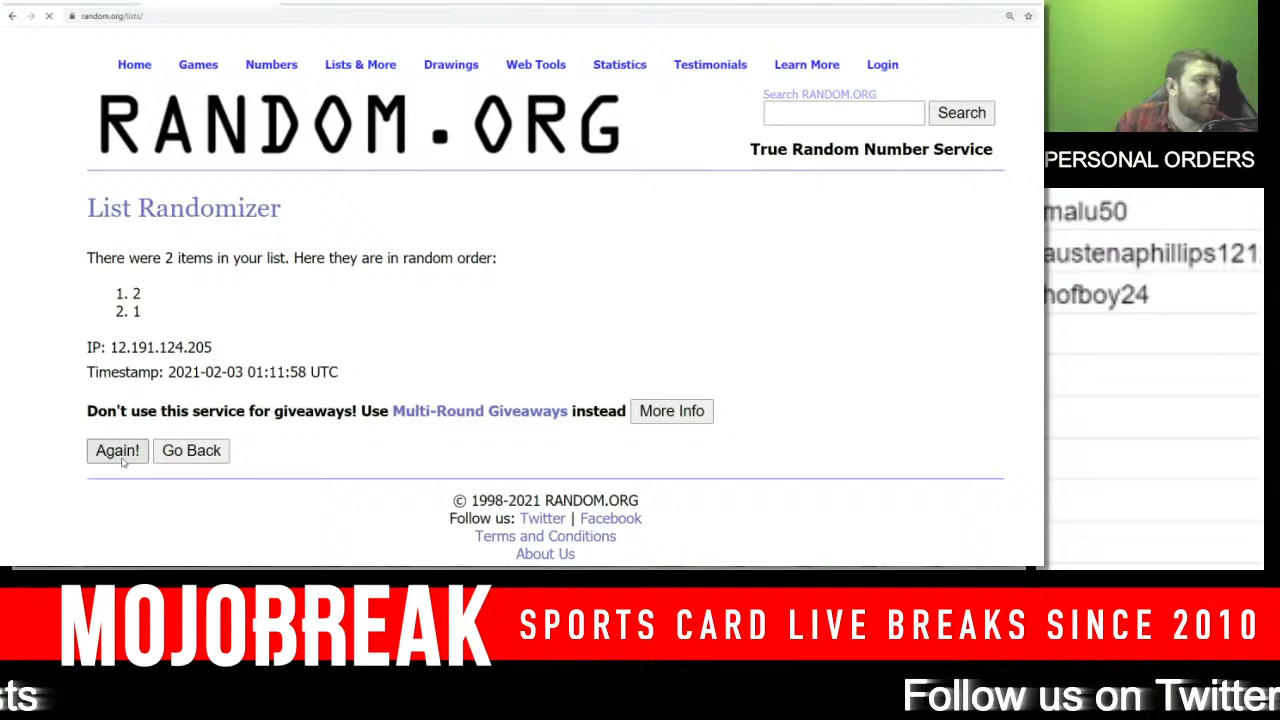 random.org/lists/
Home Games Numbers Lists & More Drawings Web Tools Statistics Testimonials Learn More Login
RANDOM.ORG
Search RANDOM.ORG
Search
True Random Number Service
List Randomizer
There were 2 items in your list. Here they are in random order:
1. 2
2. 1
IP: 12.191.124.205
Timestamp: 2021-02-03 01:11:58 UTC
Don't use this service for giveaways! Use Multi-Round Giveaways instead More Info
Again! Go Back
© 1998-2021 RANDOM.ORG
Follow us: Twitter | Facebook
Terms and Conditions
About Us
PERSONAL ORDERS
malu50
austenaphillips121
hofboy24
MOJOBREAK
SPORTS CARD LIVE BREAKS SINCE 2010
sts Follow us on Twitter